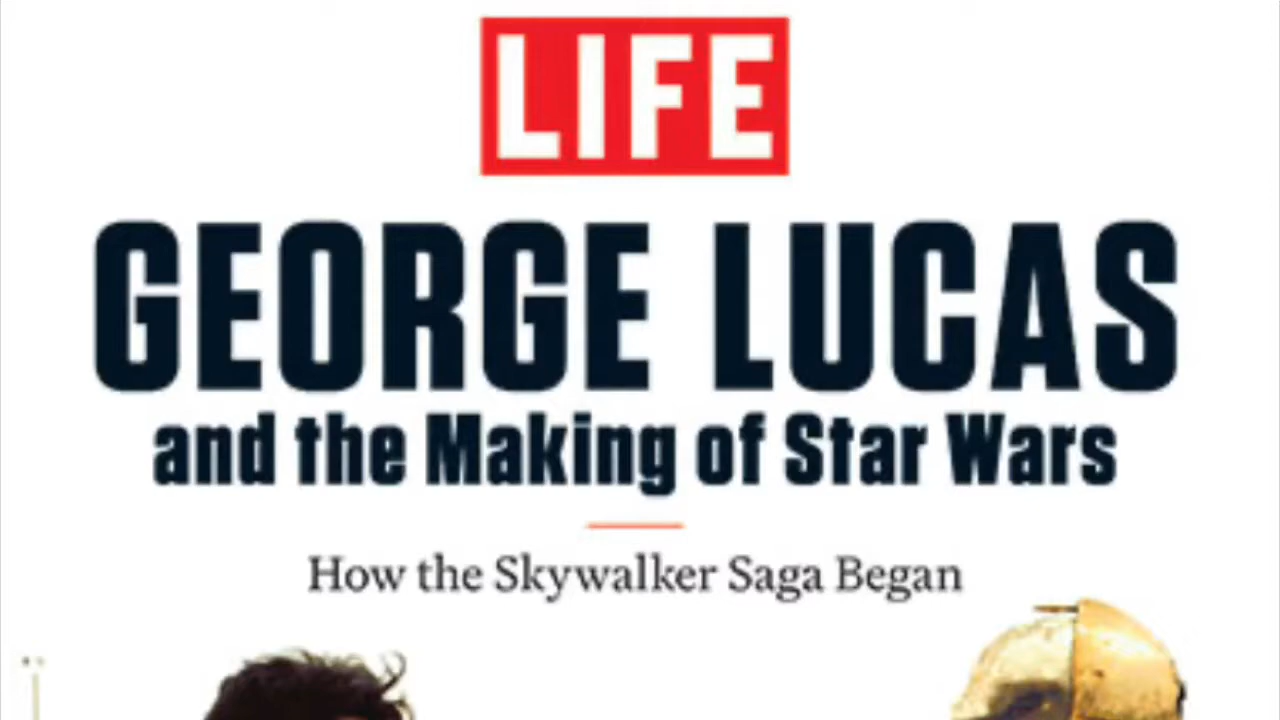 LIFE
GEORGE LUCAS
and the Making of Star Wars
How the Skywalker Saga Began